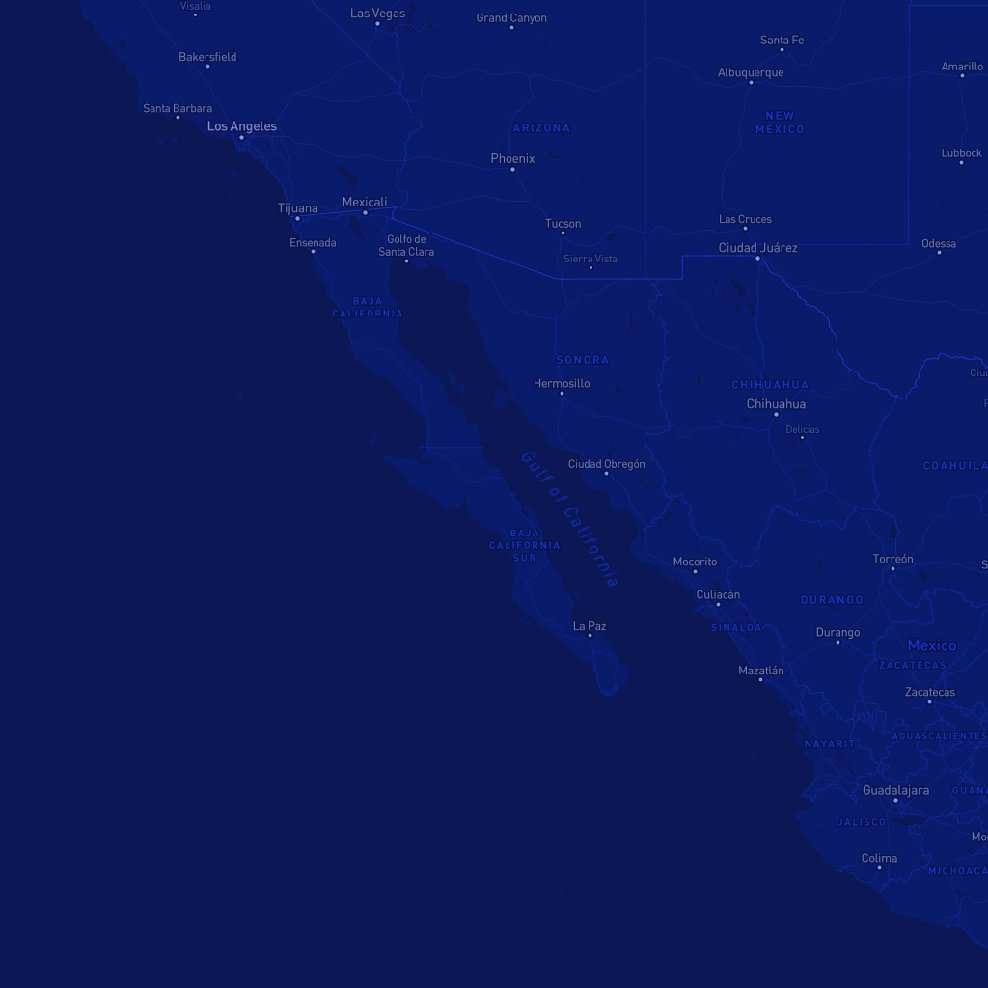 Visalia
Las Vegas
Grand Canyon
Santa Fe
Bakersfield
Albuquerque
Amarillo
Santa Barbara
Los Angeles
ARIZONA
NEW
MEXICO
Phoenix
Lubbock
Tijuana
Mexicali
Tucson
Las Cruces
Ensenada
Golfo de
Santa Clara
Sierra Vista
Ciudad Juárez
Odessa
BAJA
CALIFORNIA
SONORA
Hermosillo
CHIHUAHUA
Chihuahua
Delicias
Gulf of California
Ciudad Obregón
COAHUILA
BAJA
CALIFORNIA
SUR
Mocorito
Torreón
Culiacán
DURANGO
La Paz
SINALOA
Durango
Mexico
Mazatlán
ZACATECAS
Zacatecas
NAYARIT
AGUASCALIENTES
Guadalajara
GUANA
JALISCO
Colima
MICHOACÁ